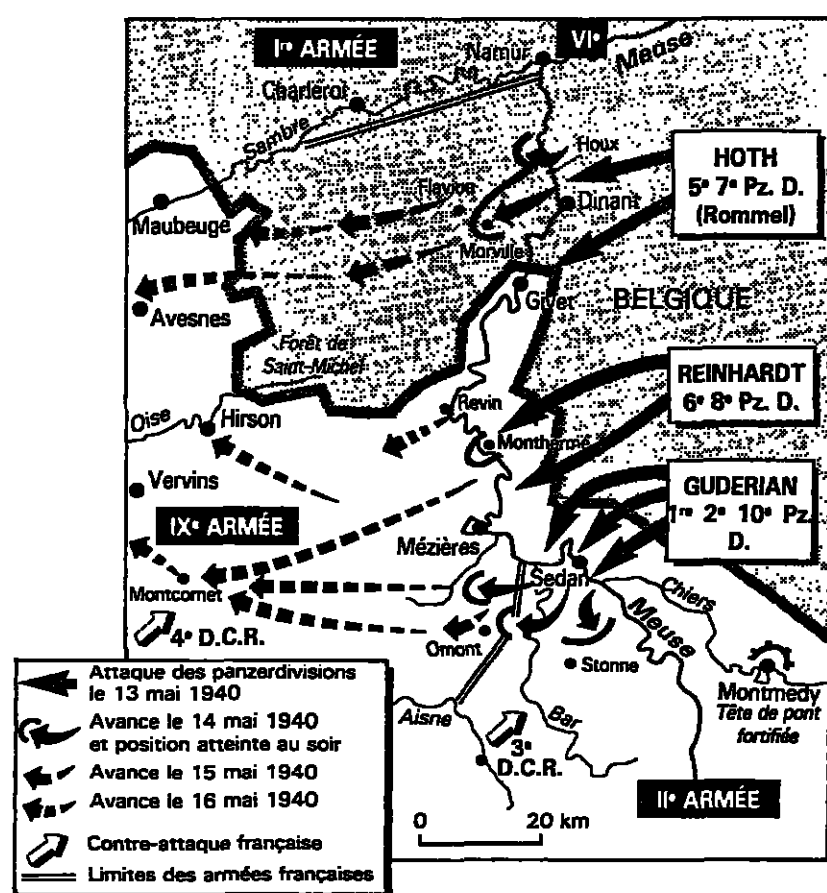 Iʳᵉ ARMÉE
VIᵉ
Namur
Meuse
Charleroi
Sambre
Houx
HOTH
5ᵉ 7ᵉ Pz. D.
(Rommel)
Flavion
Dinant
Maubeuge
Morville
Givet
BELGIQUE
Avesnes
Forêt de
Saint-Michel
REINHARDT
6ᵉ 8ᵉ Pz. D.
Oise
Hirson
Revin
Monthermé
Vervins
GUDERIAN
1ʳᵉ 2ᵉ 10ᵉ Pz.
D.
IXᵉ ARMÉE
Mézières
Sedan
Montcornet
Chiers
Meuse
4ᵉ D.C.R.
Omont
Stonne
Montmédy
Tête de pont
fortifiée
Aisne
Bar
3ᵉ
D.C.R.
IIᵉ ARMÉE
0 20 km
Attaque des panzerdivisions
le 13 mai 1940
Avance le 14 mai 1940
et position atteinte au soir
Avance le 15 mai 1940
Avance le 16 mai 1940
Contre-attaque française
Limites des armées françaises